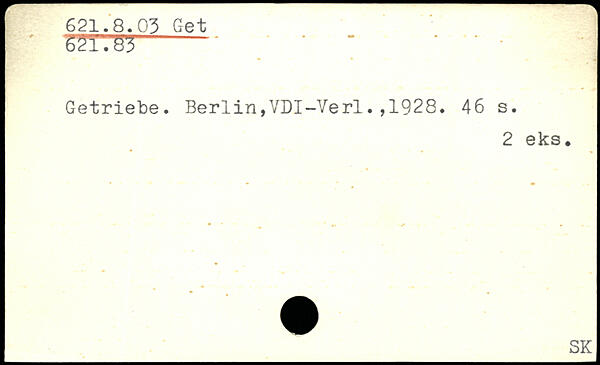 621.8.03 Get
621.83
Getriebe. Berlin,VDI-Verl.,1928. 46 s.
2 eks.
SK